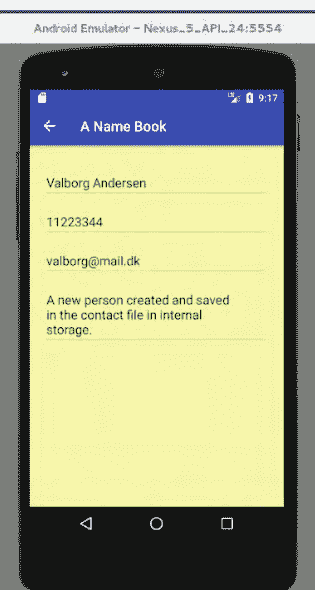 Android Emulator - Nexus_5_API_24:5554
9:17
A Name Book
Valborg Andersen
11223344
valborg@mail.dk
A new person created and saved
in the contact file in internal
storage.